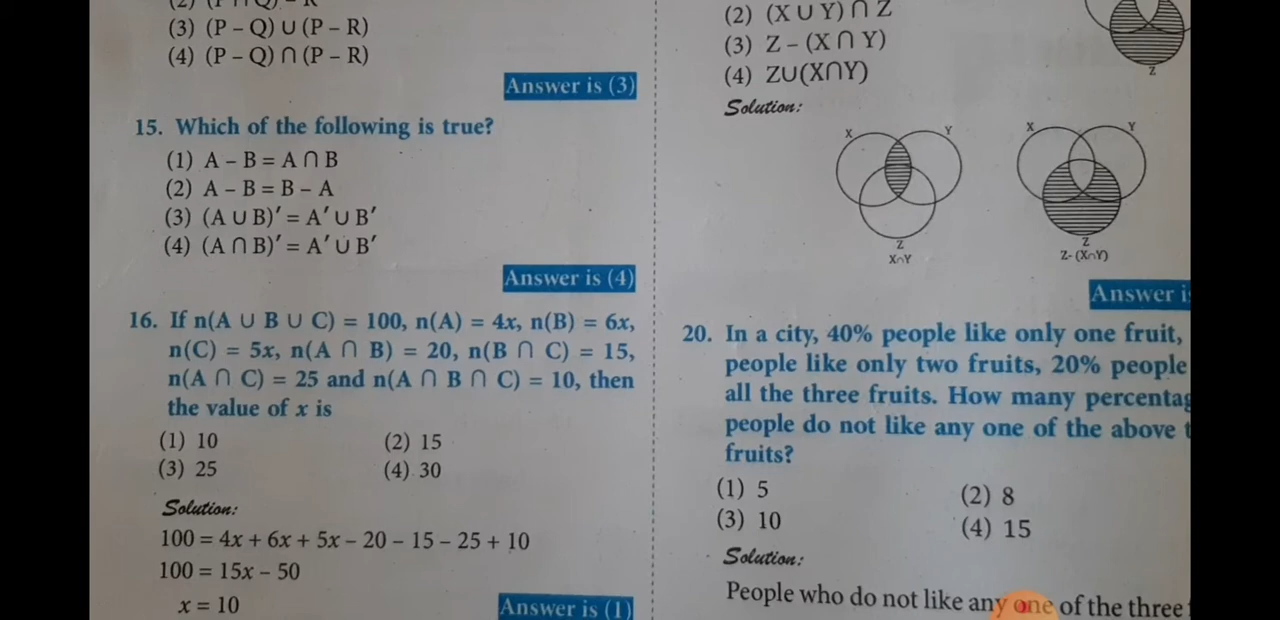 (3) (P – Q) ∪ (P – R)
(4) (P – Q) ∩ (P – R)
Answer is (3)
15. Which of the following is true?
(1) A – B = A ∩ B
(2) A – B = B – A
(3) (A ∪ B)′ = A′ ∪ B′
(4) (A ∩ B)′ = A′ ∪ B′
Answer is (4)
16. If n(A ∪ B ∪ C) = 100, n(A) = 4x, n(B) = 6x,
n(C) = 5x, n(A ∩ B) = 20, n(B ∩ C) = 15,
n(A ∩ C) = 25 and n(A ∩ B ∩ C) = 10, then
the value of x is
(1) 10 (2) 15
(3) 25 (4) 30
Solution:
100 = 4x + 6x + 5x – 20 – 15 – 25 + 10
100 = 15x – 50
x = 10
Answer is (1)
(2) (X ∪ Y) ∩ Z
(3) Z – (X ∩ Y)
(4) Z∪(X∩Y)
Z
Solution:
X Y X Y
Z Z
X∩Y Z-(X∩Y)
Answer
20. In a city, 40% people like only one fruit,
people like only two fruits, 20% people
all the three fruits. How many
people do not like any one of the above
fruits?
(1) 5 (2) 8
(3) 10 (4) 15
Solution:
People who do not like any one of the three